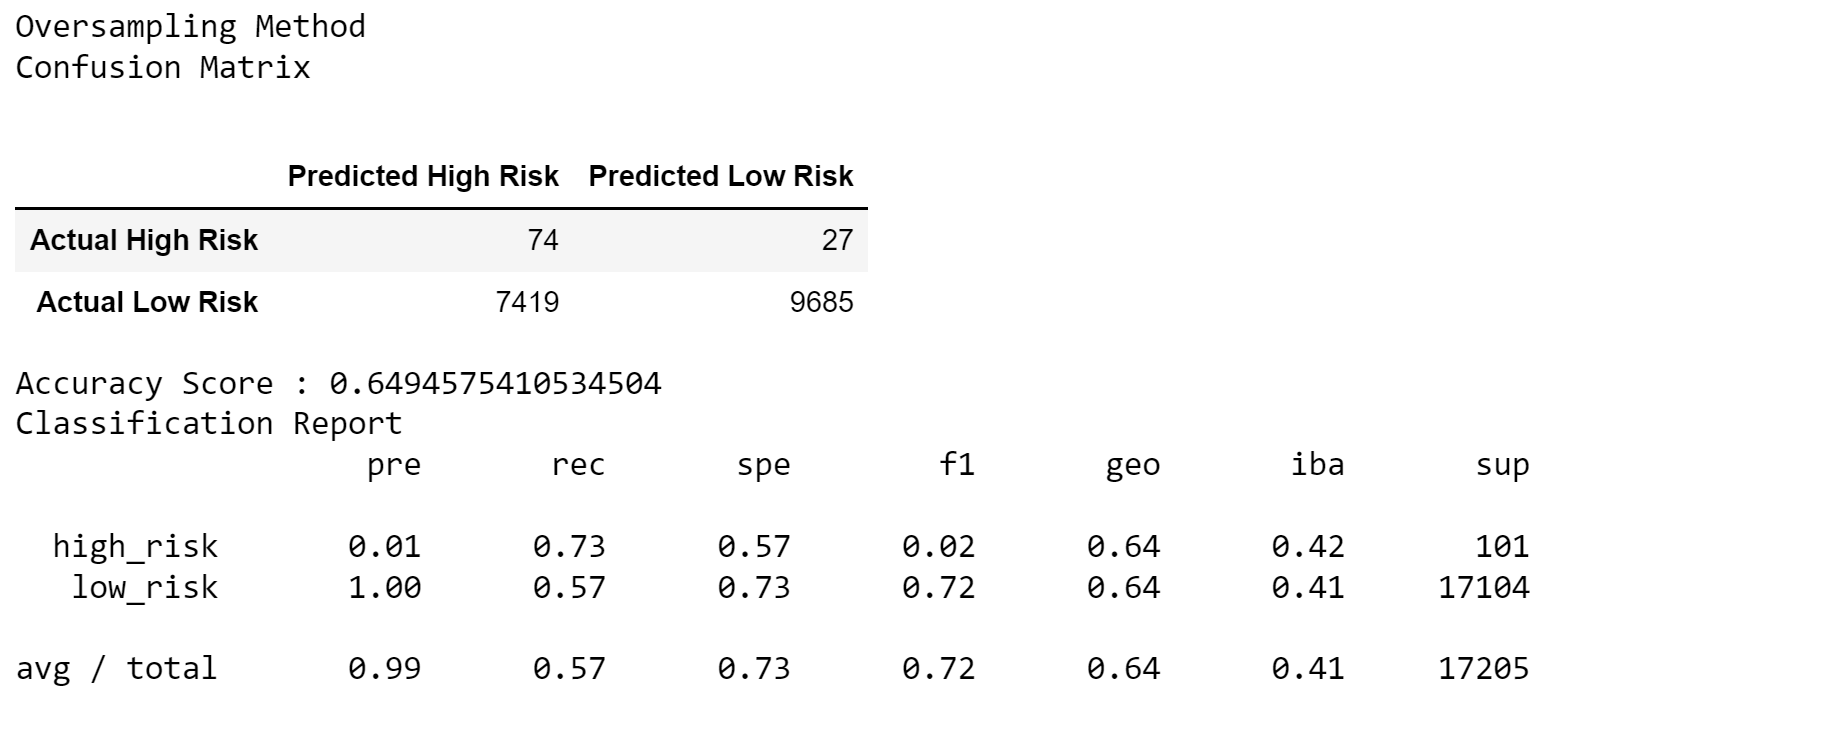 Oversampling Method
Confusion Matrix
Predicted High Risk Predicted Low Risk
Actual High Risk 74 27
Actual Low Risk 7419 9685
Accuracy Score : 0.6494575410534504
Classification Report
pre rec spe f1 geo iba sup
high_risk 0.01 0.73 0.57 0.02 0.64 0.42 101
low_risk 1.00 0.57 0.73 0.72 0.64 0.41 17104
avg / total 0.99 0.57 0.73 0.72 0.64 0.41 17205